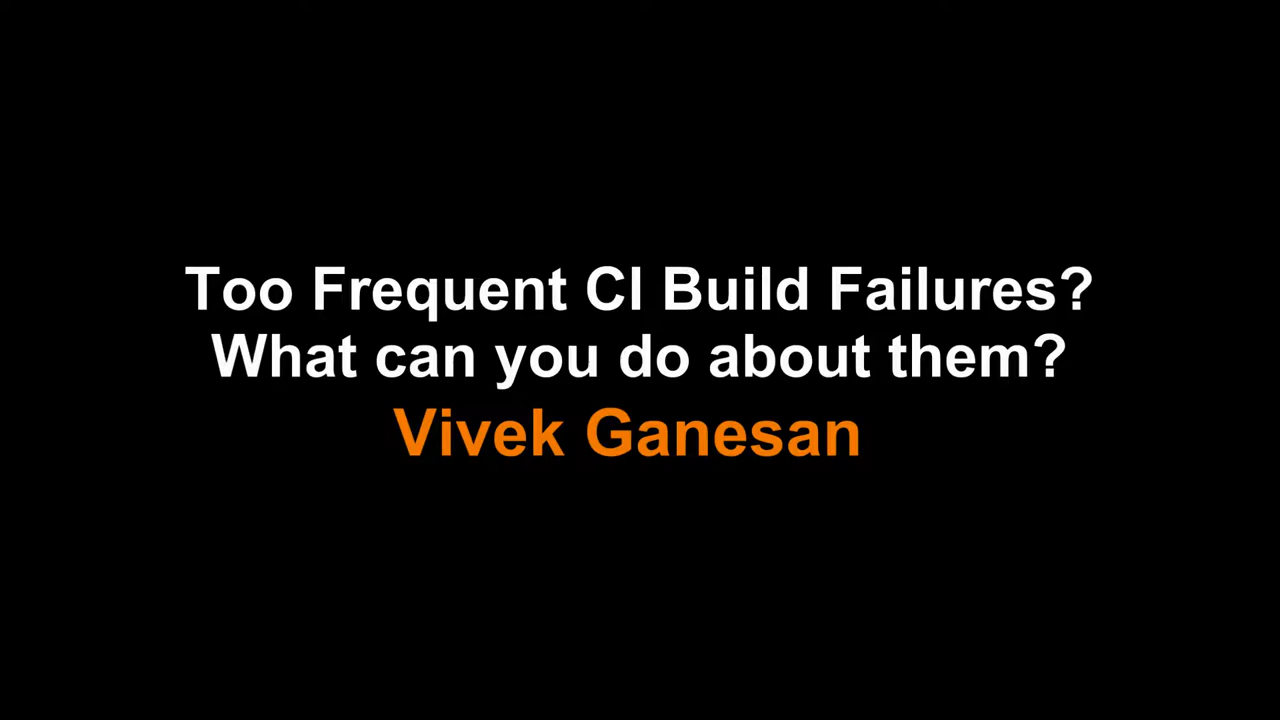 Too Frequent CI Build Failures?
What can you do about them?
Vivek Ganesan